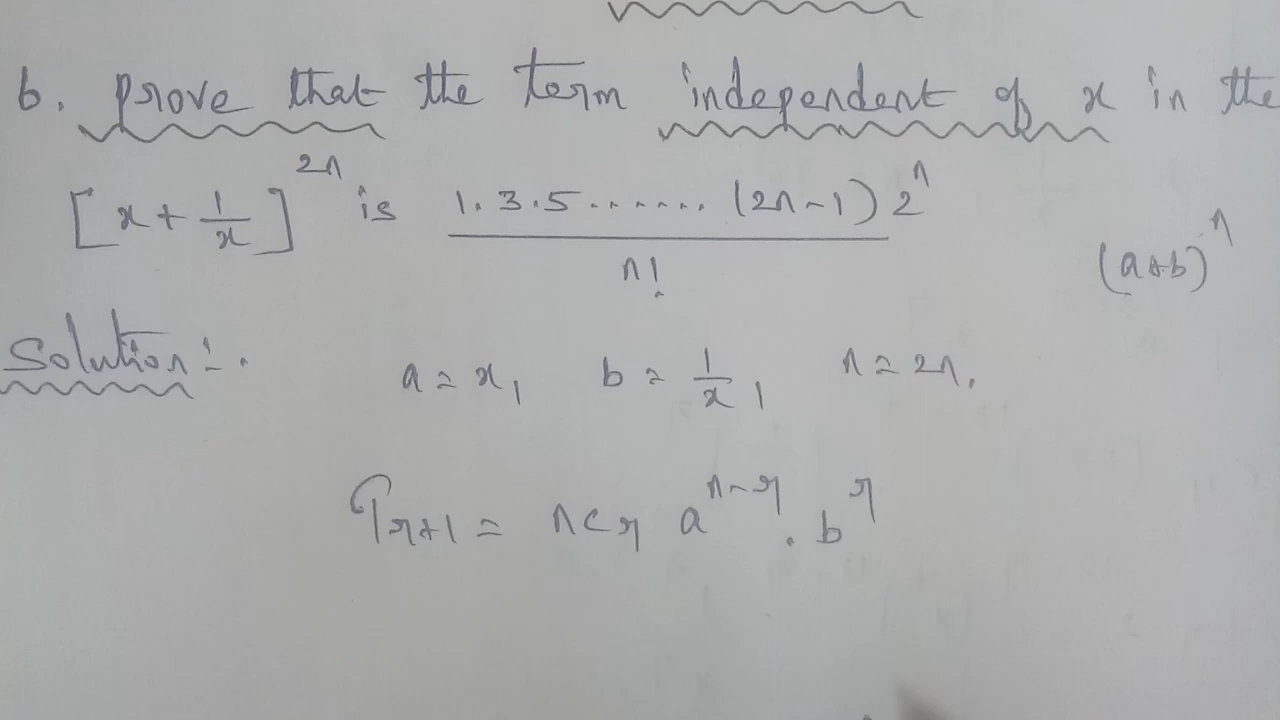 6. Prove that the term independent of x in the
[x + 1/x]^2n is 1.3.5.......(2n-1) 2^n / n!
(a+b)^n
Solution:-
a = x, b = 1/x, n = 2n.
T r+1 = nCr a^n-r . b^r